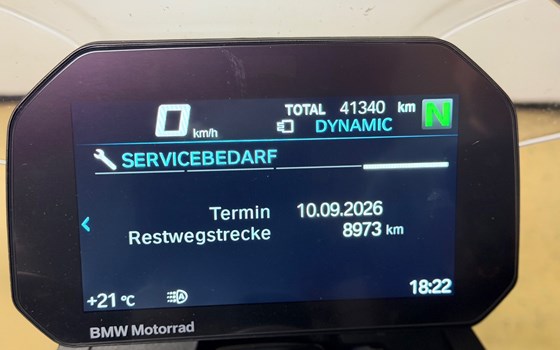 TOTAL 41340 km N
0 km/h DYNAMIC
SERVICEBEDARF
Termin 10.09.2026
Restwegstrecke 8973 km
+21 °C A 18:22
BMW Motorrad